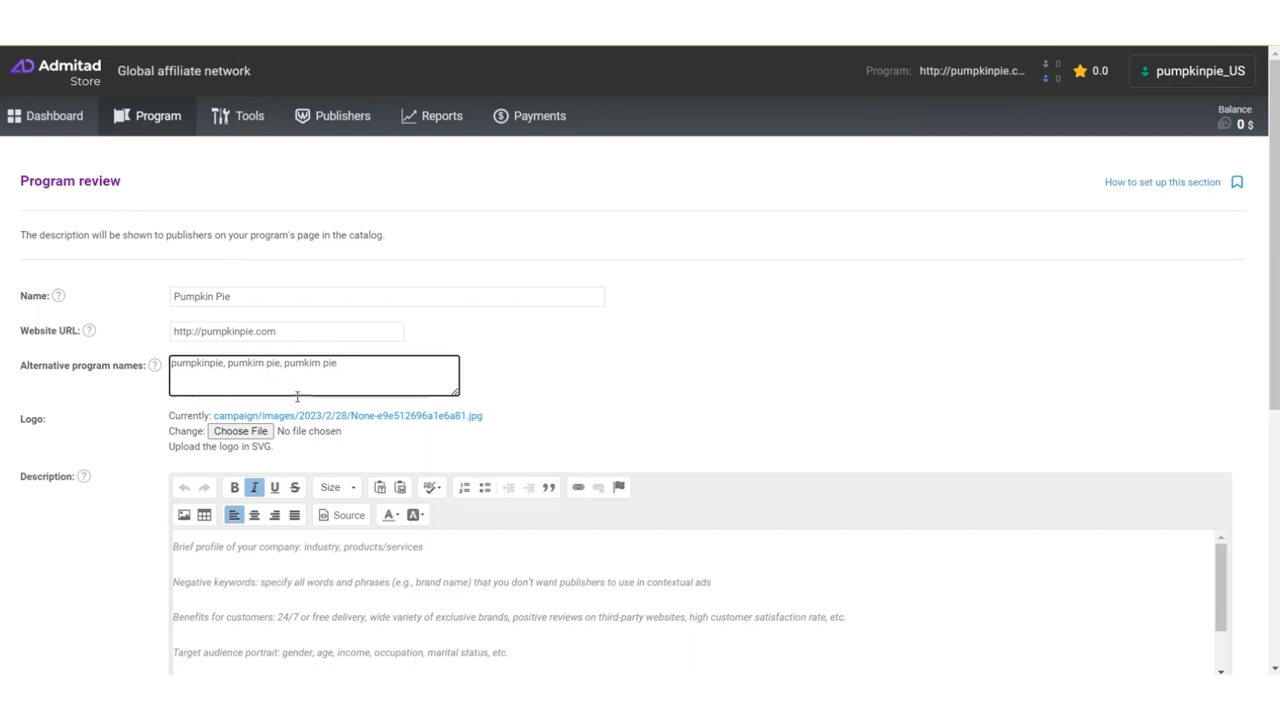 Admitad
Store
Global affiliate network
Program: http://pumpkinpie.c...
0
0
0.0
pumpkinpie_US
Dashboard
Program
Tools
Publishers
Reports
Payments
Balance
0 $
Program review
How to set up this section
The description will be shown to publishers on your program's page in the catalog.
Name: ?
Pumpkin Pie
Website URL: ?
http://pumpkinpie.com
Alternative program names: ?
pumpkinpie, pumkim pie, pumkim pie
Logo:
Currently: campaign/images/2023/2/28/None-e9e512696a1e6a81.jpg
Change: Choose File No file chosen
Upload the logo in SVG.
Description: ?
B I U S Size ABC
Source A A
Brief profile of your company: industry, products/services
Negative keywords: specify all words and phrases (e.g., brand name) that you don't want publishers to use in contextual ads
Benefits for customers: 24/7 or free delivery, wide variety of exclusive brands, positive reviews on third-party websites, high customer satisfaction rate, etc.
Target audience portrait: gender, age, income, occupation, marital status, etc.